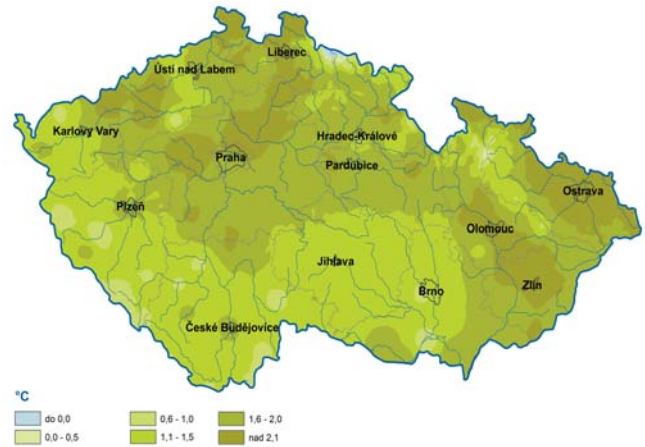 Liberec
Ústí nad Labem
Karlovy Vary
Hradec-Králové
Praha
Pardubice
Ostrava
Plzeň
Olomouc
Jihlava
Brno
Zlín
České Budějovice
°C
do 0,0
0,6 - 1,0
1,6 - 2,0
0,0 - 0,5
1,1 - 1,5
nad 2,1